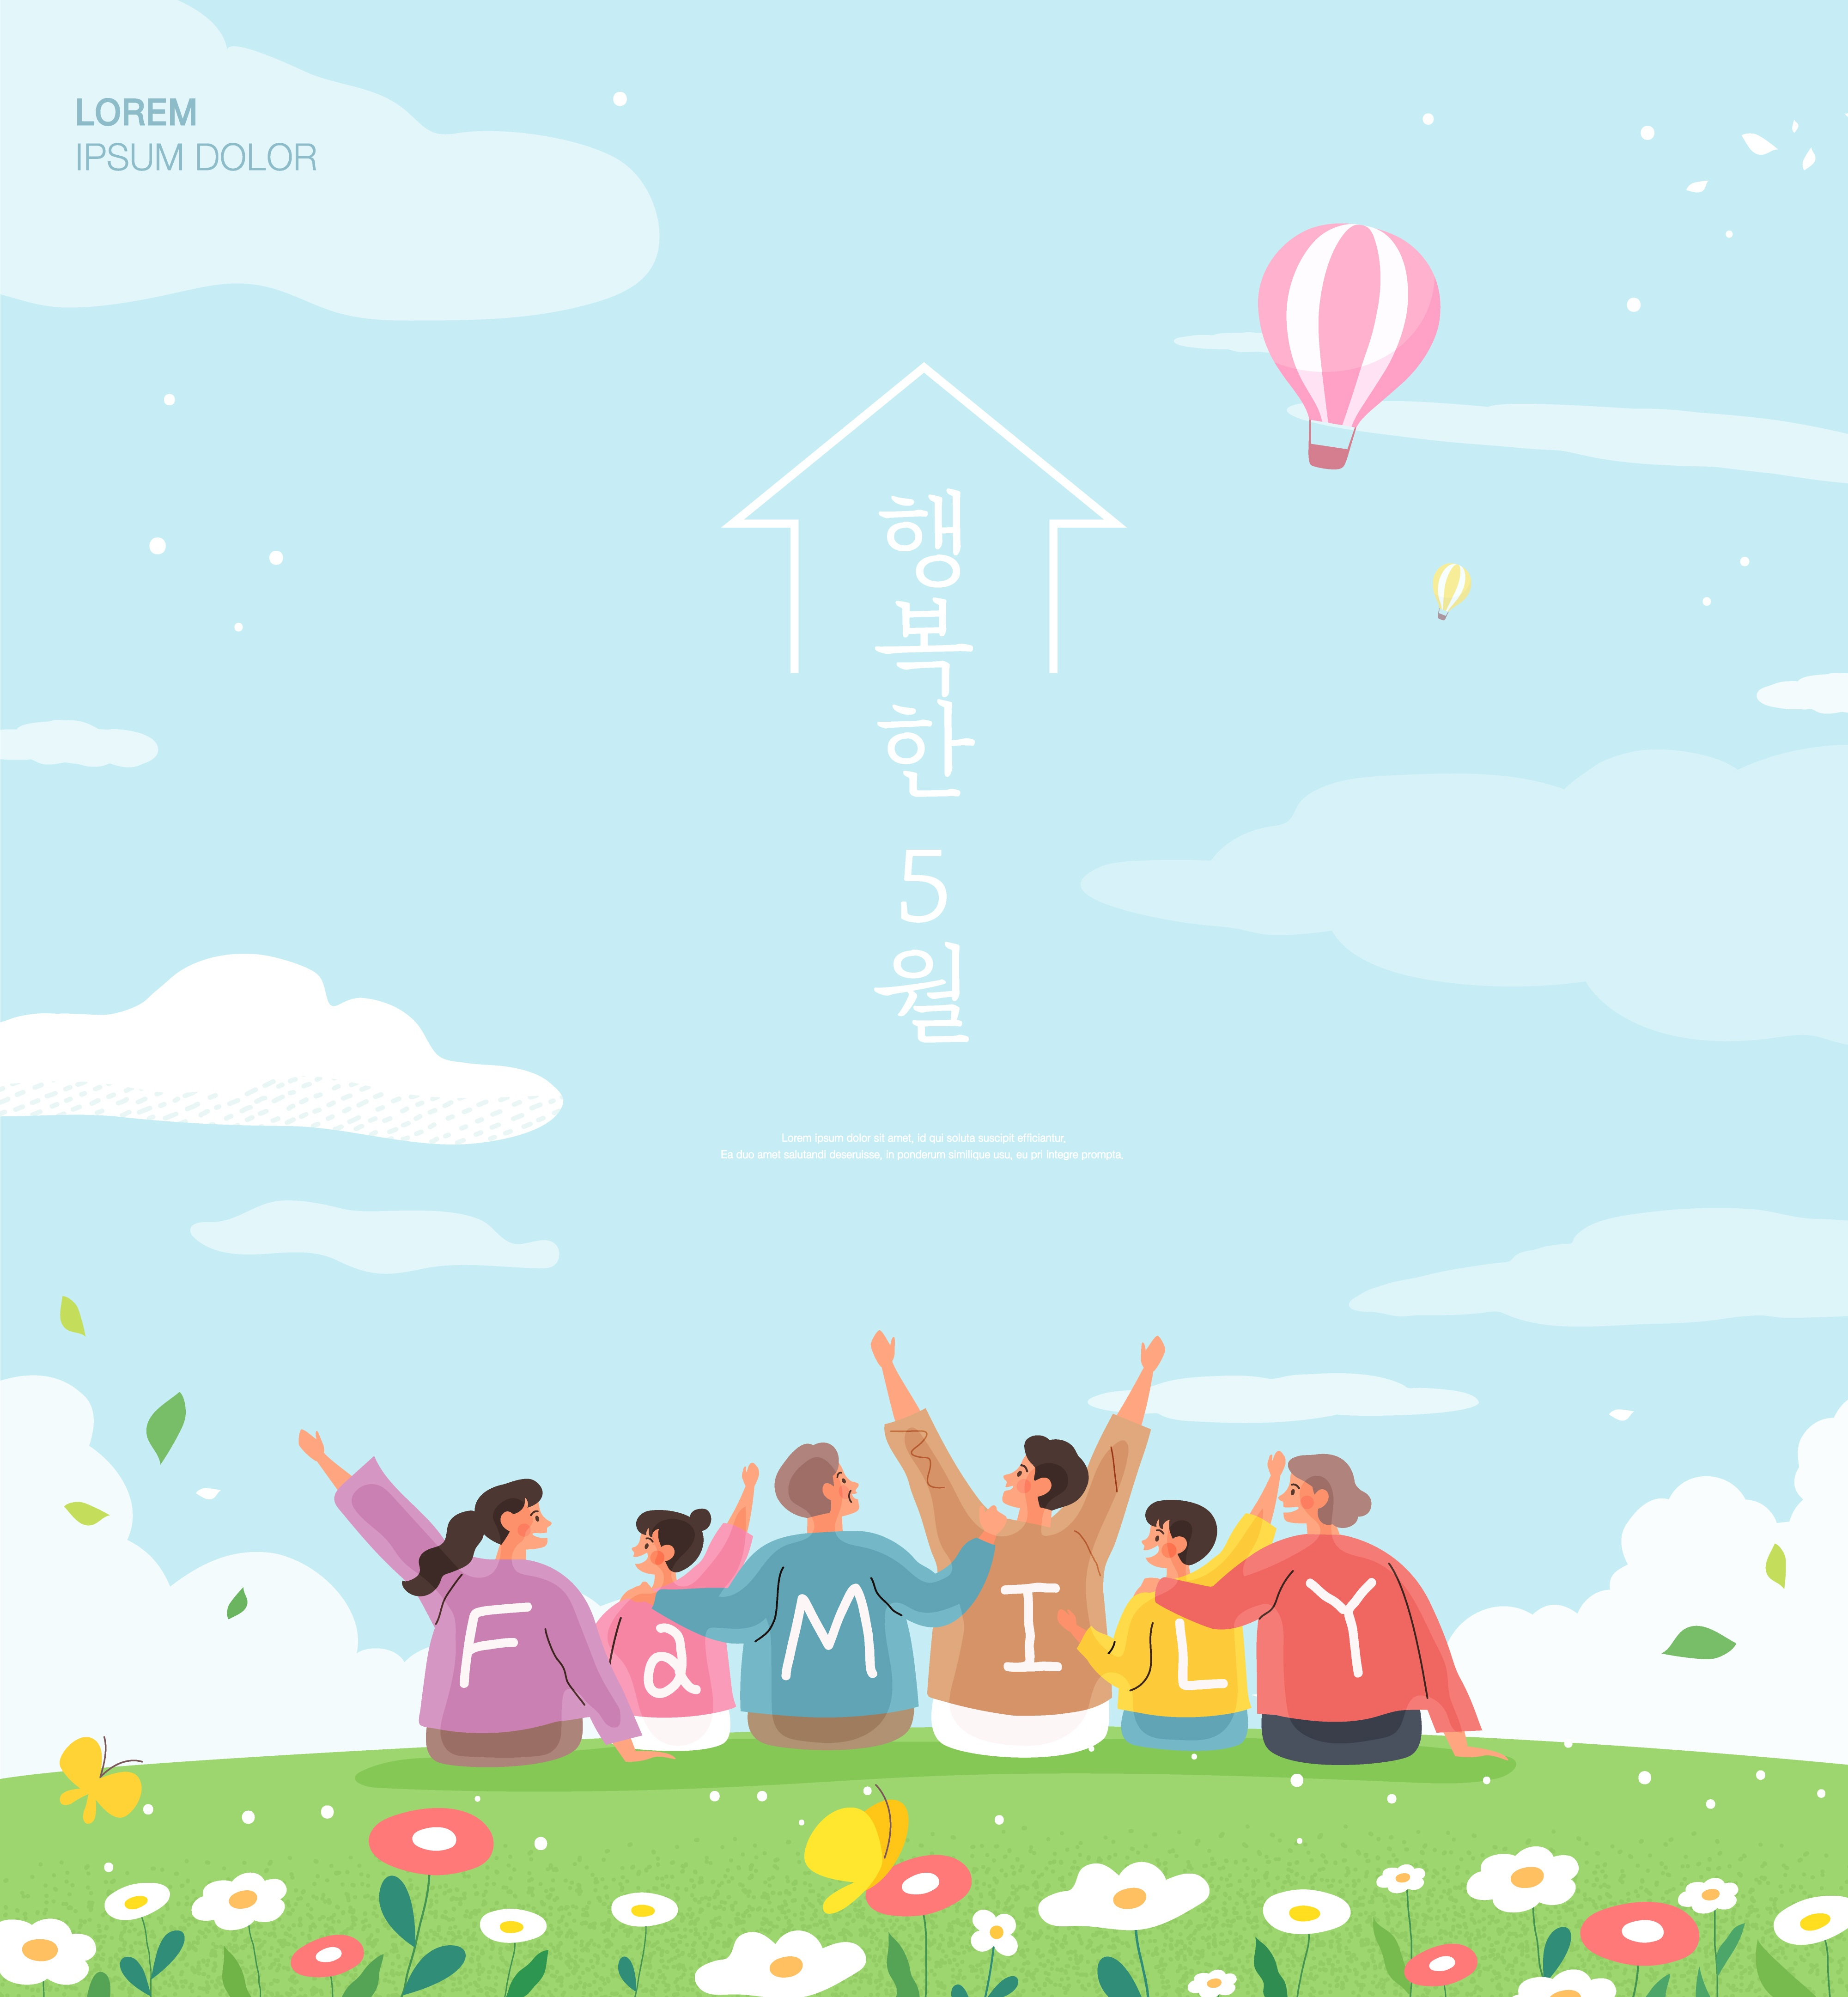 LOREM
IPSUM DOLOR
행복한 5월
Lorem ipsum dolor sit amet, id qui soluta suscipit efficiantur,
Ea duo amet salutandi deseruisse, in ponderum similique usu, eu pri integre prompta,
F a M I L Y